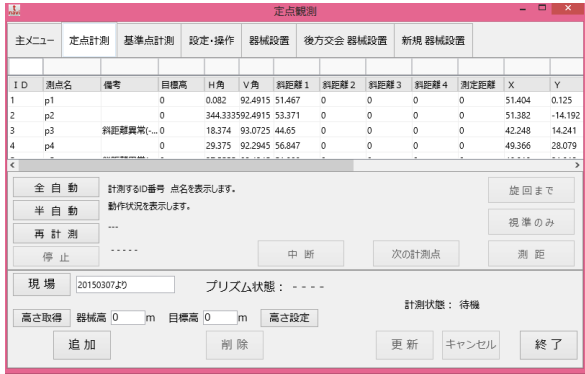 定点観測
主メニュー 定点計測 基準点計測 設定・操作 器械設置 後方交会 器械設置 新規 器械設置
ＩＤ 測点名 備考 目標高 Ｈ角 Ｖ角 斜距離１ 斜距離２ 斜距離３ 斜距離４ 測定距離 X Y
1 p1 0 0.082 92.4915 51.467 0 0 0 0 51.404 0.125
2 p2 0 344.3335 92.4915 53.371 0 0 0 0 51.382 -14.192
3 p3 斜距離異常(-... 0 18.374 93.0725 44.65 0 0 0 0 42.248 14.241
4 p4 0 29.375 92.2945 56.847 0 0 0 0 49.366 28.079
全 自 動 計測するID番号 点名を表示します。 旋回まで
半 自 動 動作状況を表示します。 視準のみ
再 計 測 ---
停 止 - - - - - 中 断 次の計測点 測 距
現 場 20150307より プリズム状態： - - - -
計測状態： 待機
高さ取得 器械高 0 m 目標高 0 m 高さ設定
追 加 削 除 更 新 キャンセル 終 了